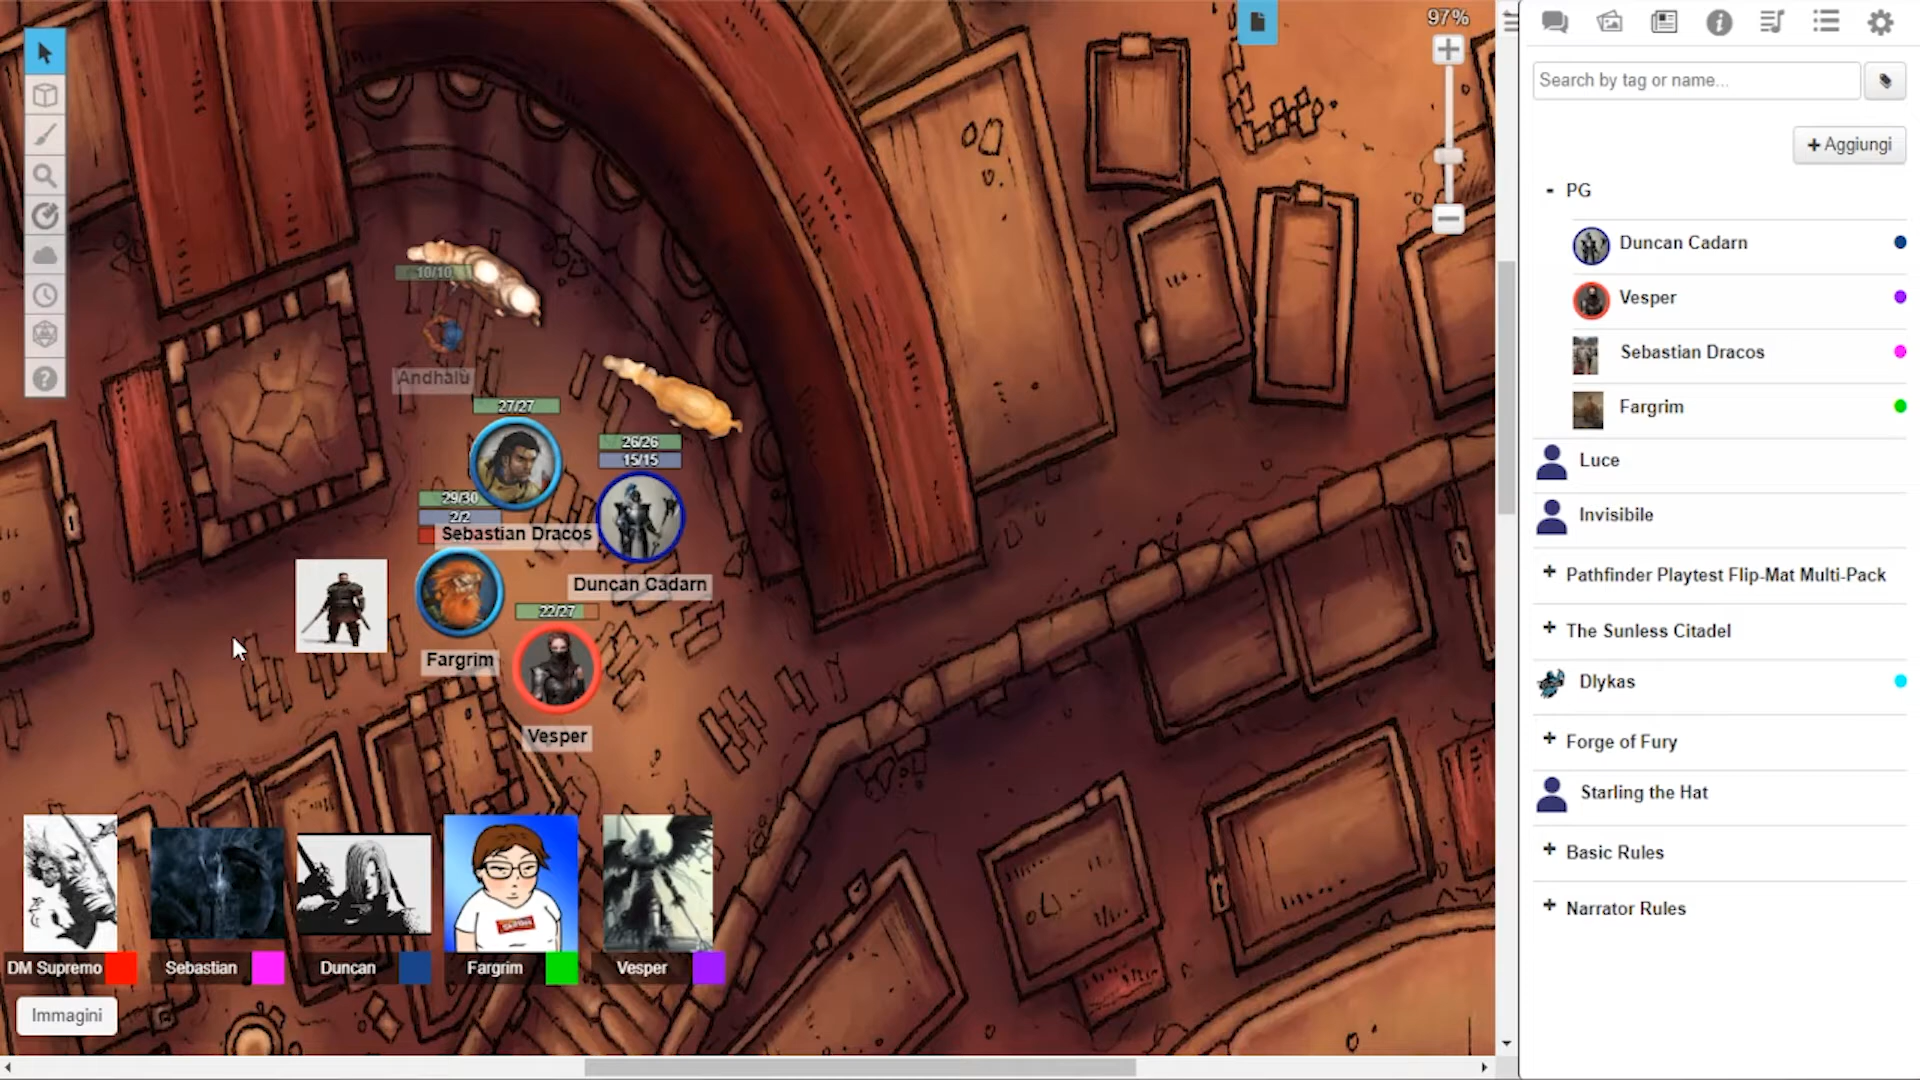 97%
Search by tag or name...
+ Aggiungi
- PG
Duncan Cadarn
Vesper
Sebastian Dracos
Fargrim
Luce
Invisibile
+ Pathfinder Playtest Flip-Mat Multi-Pack
+ The Sunless Citadel
Dlykas
+ Forge of Fury
Starling the Hat
+ Basic Rules
+ Narrator Rules
10/10
Andhalù
27/27
26/26
15/15
29/30
2/2
Sebastian Dracos
Duncan Cadarn
22/27
Fargrim
Vesper
DM Supremo
Sebastian
Duncan
Fargrim
Vesper
Immagini